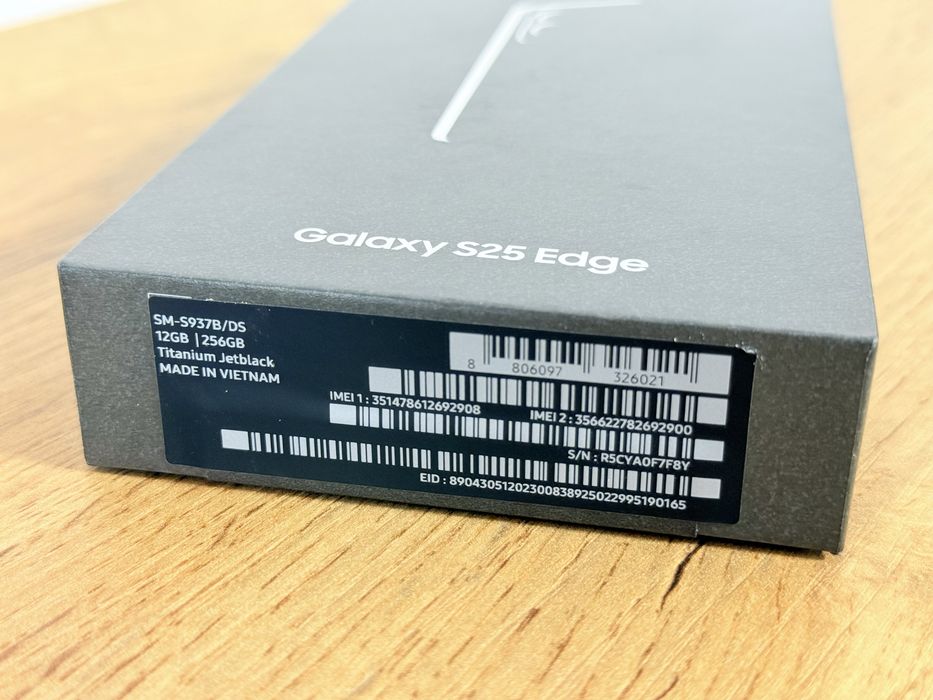 Galaxy S25 Edge
SM-S937B/DS
12GB | 256GB
Titanium Jetblack
MADE IN VIETNAM
8 806097 326021
IMEI 1 : 351478612692908
IMEI 2 : 356622782692900
S/N : R5CYA0F7F8Y
EID : 89043051202300838925022995190165